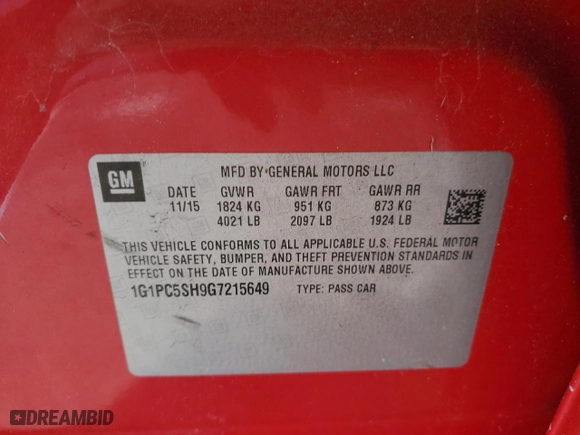 GM
MFD BY GENERAL MOTORS LLC
DATE GVWR GAWR FRT GAWR RR
11/15 1824 KG 951 KG 873 KG
4021 LB 2097 LB 1924 LB
THIS VEHICLE CONFORMS TO ALL APPLICABLE U.S. FEDERAL MOTOR
VEHICLE SAFETY, BUMPER, AND THEFT PREVENTION STANDARDS IN
EFFECT ON THE DATE OF MANUFACTURE SHOWN ABOVE.
1G1PC5SH9G7215649 TYPE: PASS CAR
DREAMBID